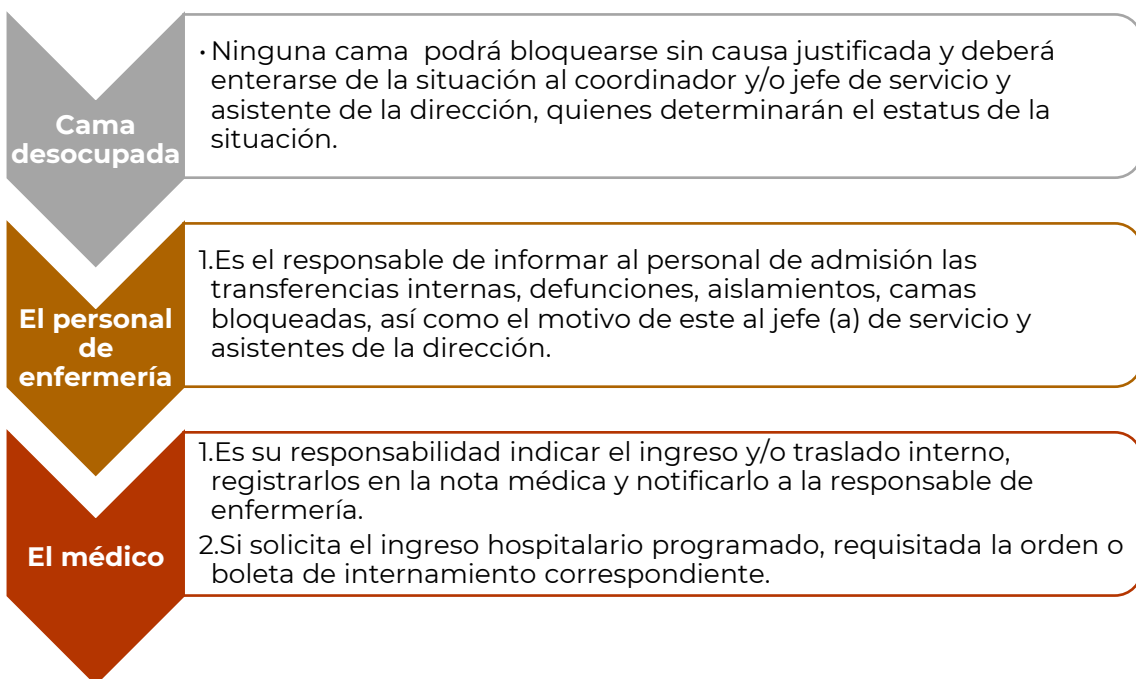 Cama
desocupada
· Ninguna cama podrá bloquearse sin causa justificada y deberá
enterarse de la situación al coordinador y/o jefe de servicio y
asistente de la dirección, quienes determinarán el estatus de la
situación.
El personal
de
enfermería
1.Es el responsable de informar al personal de admisión las
transferencias internas, defunciones, aislamientos, camas
bloqueadas, así como el motivo de este al jefe (a) de servicio y
asistentes de la dirección.
El médico
1.Es su responsabilidad indicar el ingreso y/o traslado interno,
registrarlos en la nota médica y notificarlo a la responsable de
enfermería.
2.Si solicita el ingreso hospitalario programado, requisitada la orden o
boleta de internamiento correspondiente.